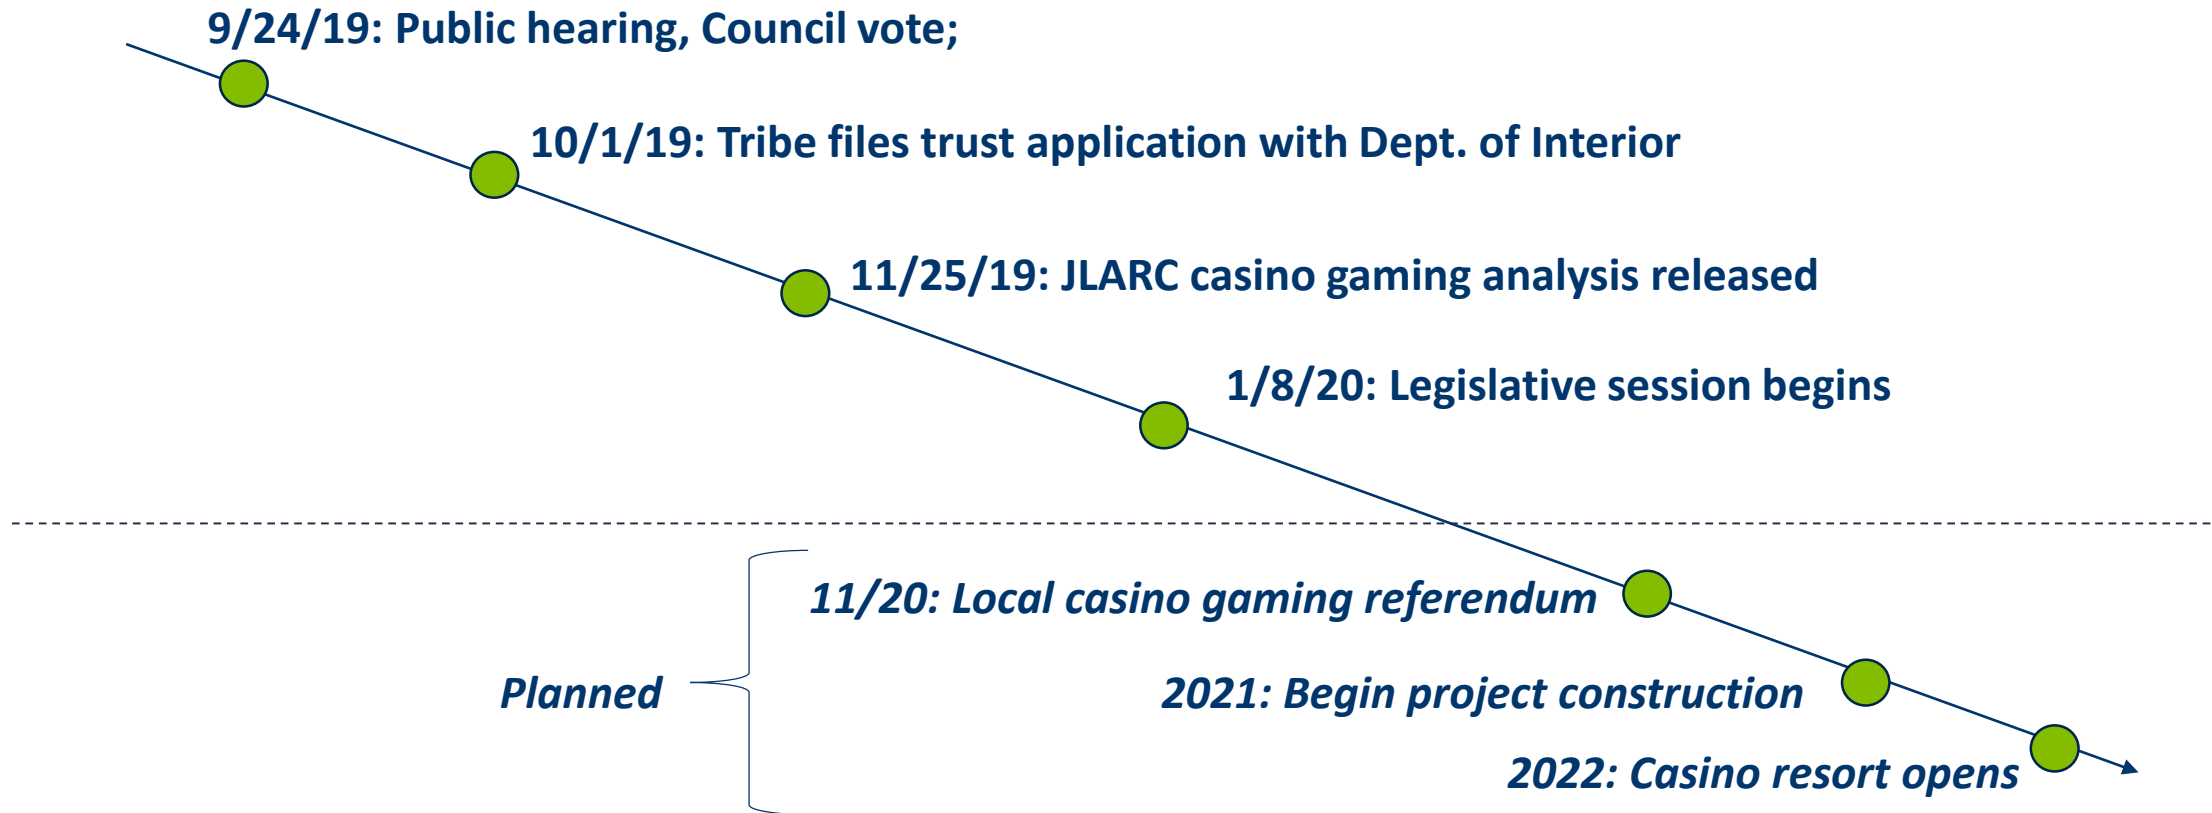 9/24/19: Public hearing, Council vote;
10/1/19: Tribe files trust application with Dept. of Interior
11/25/19: JLARC casino gaming analysis released
1/8/20: Legislative session begins
11/20: Local casino gaming referendum
Planned
2021: Begin project construction
2022: Casino resort opens